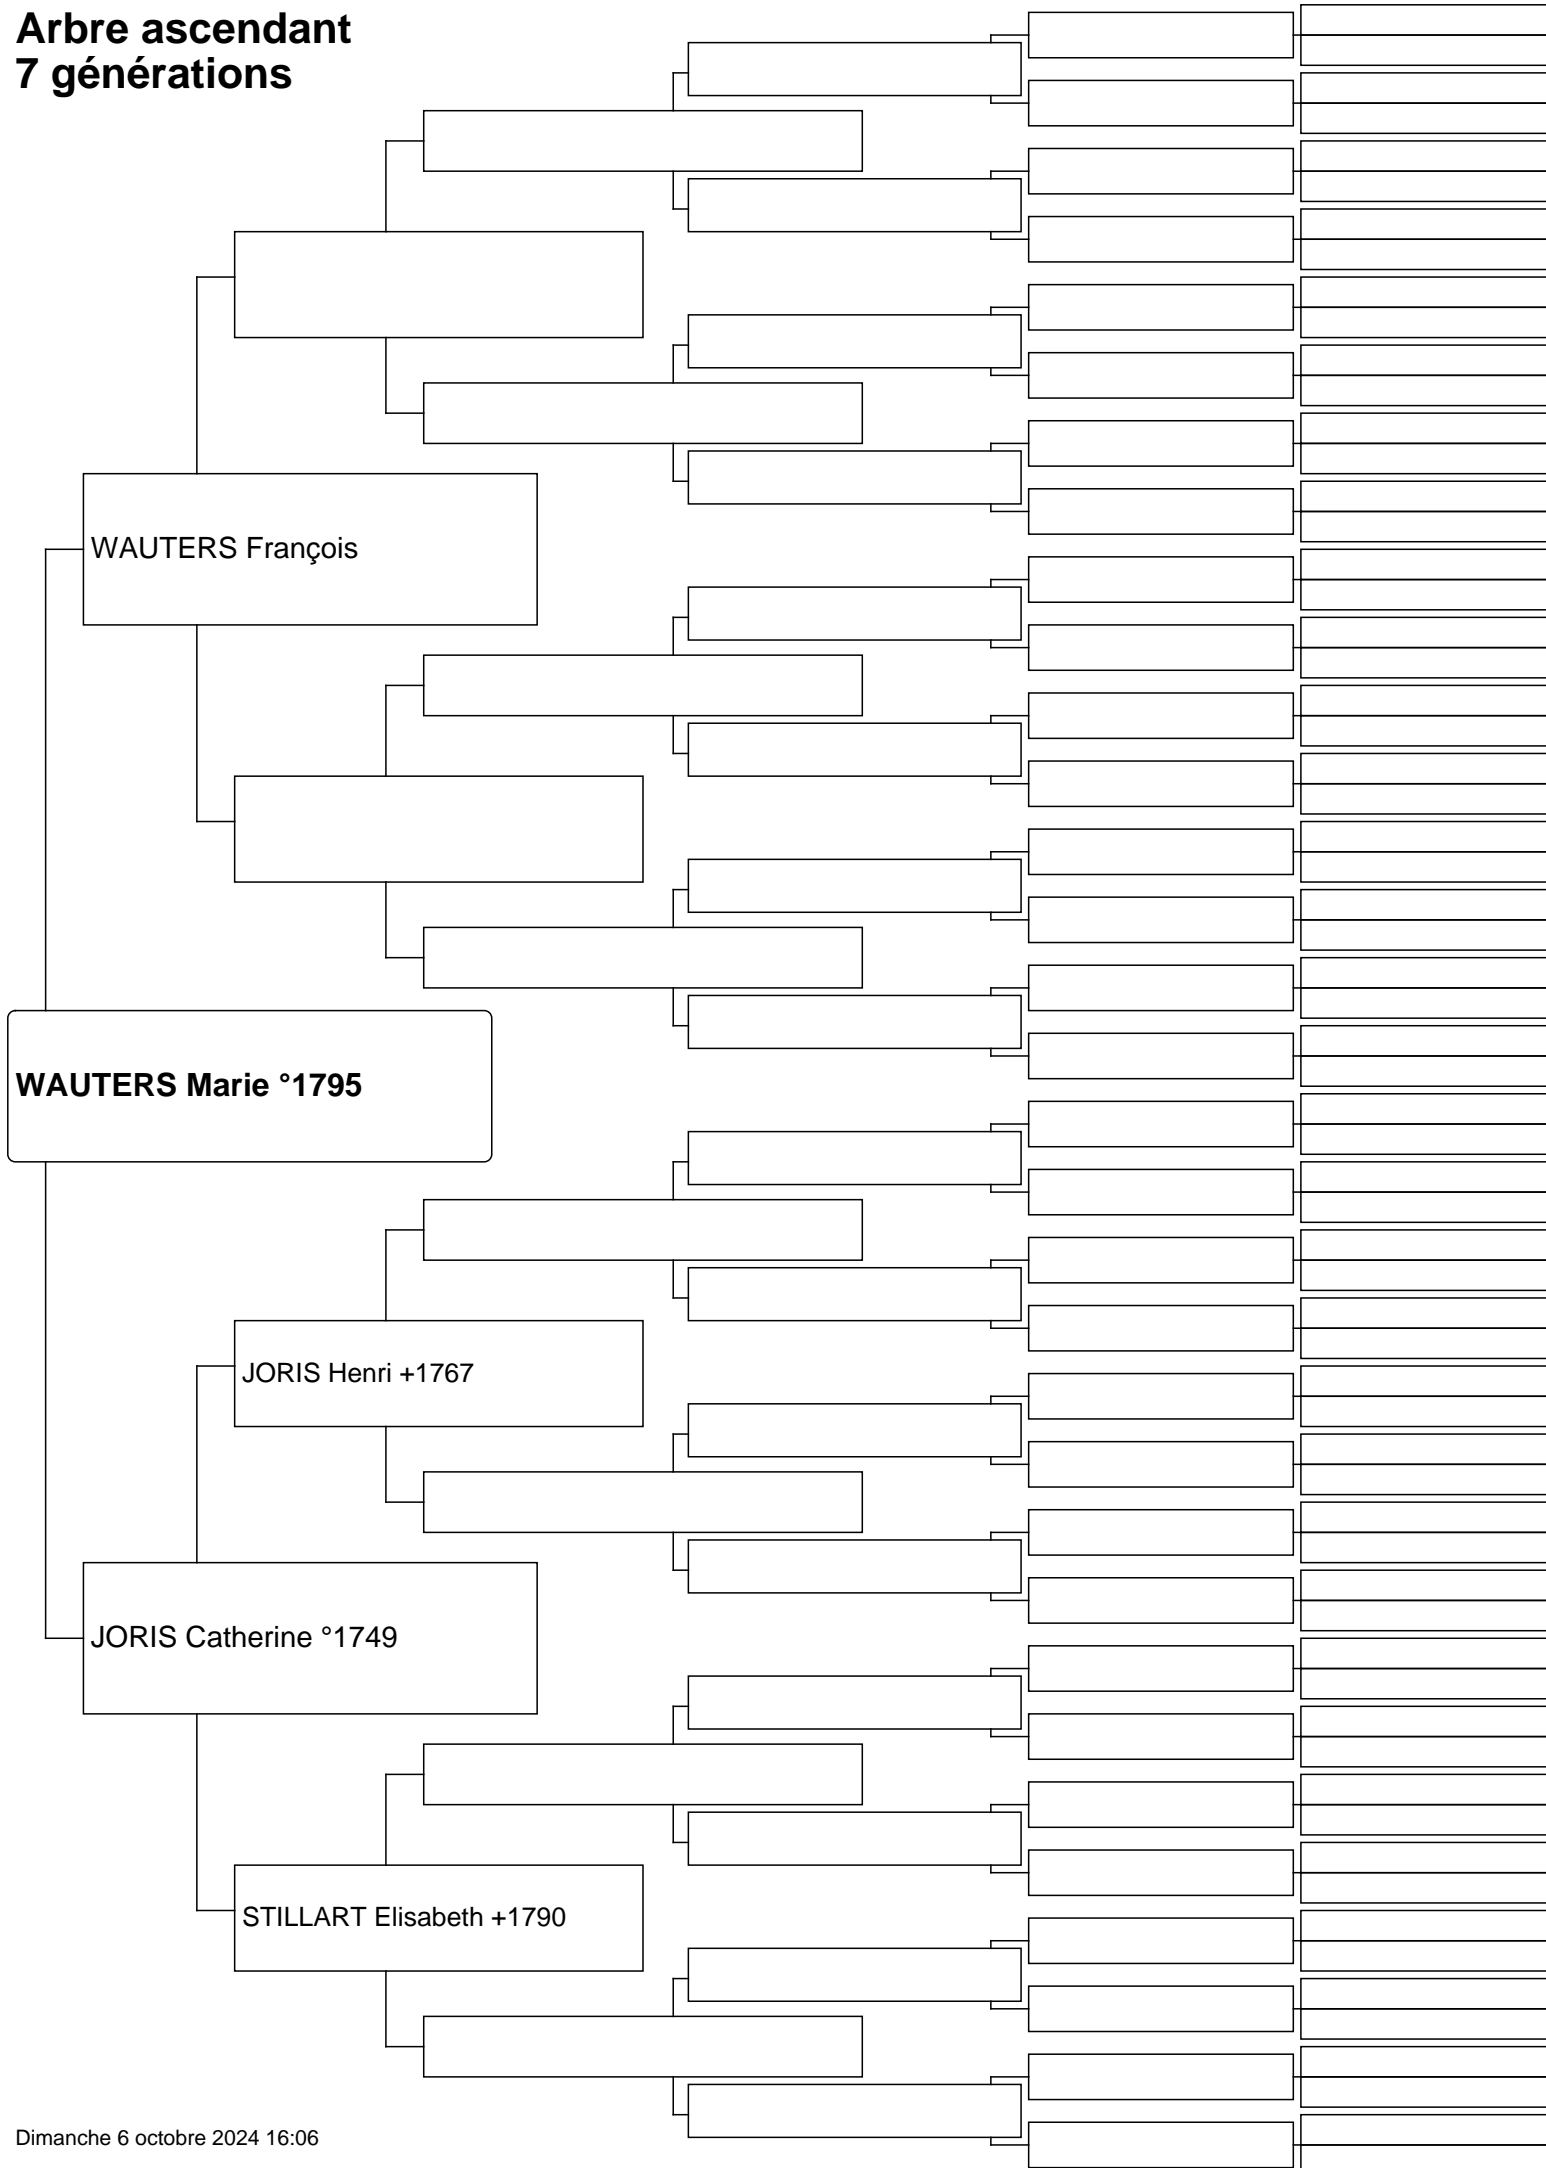 Arbre ascendant
7 générations
WAUTERS François
WAUTERS Marie °1795
JORIS Henri +1767
JORIS Catherine °1749
STILLART Elisabeth +1790
Dimanche 6 octobre 2024 16:06